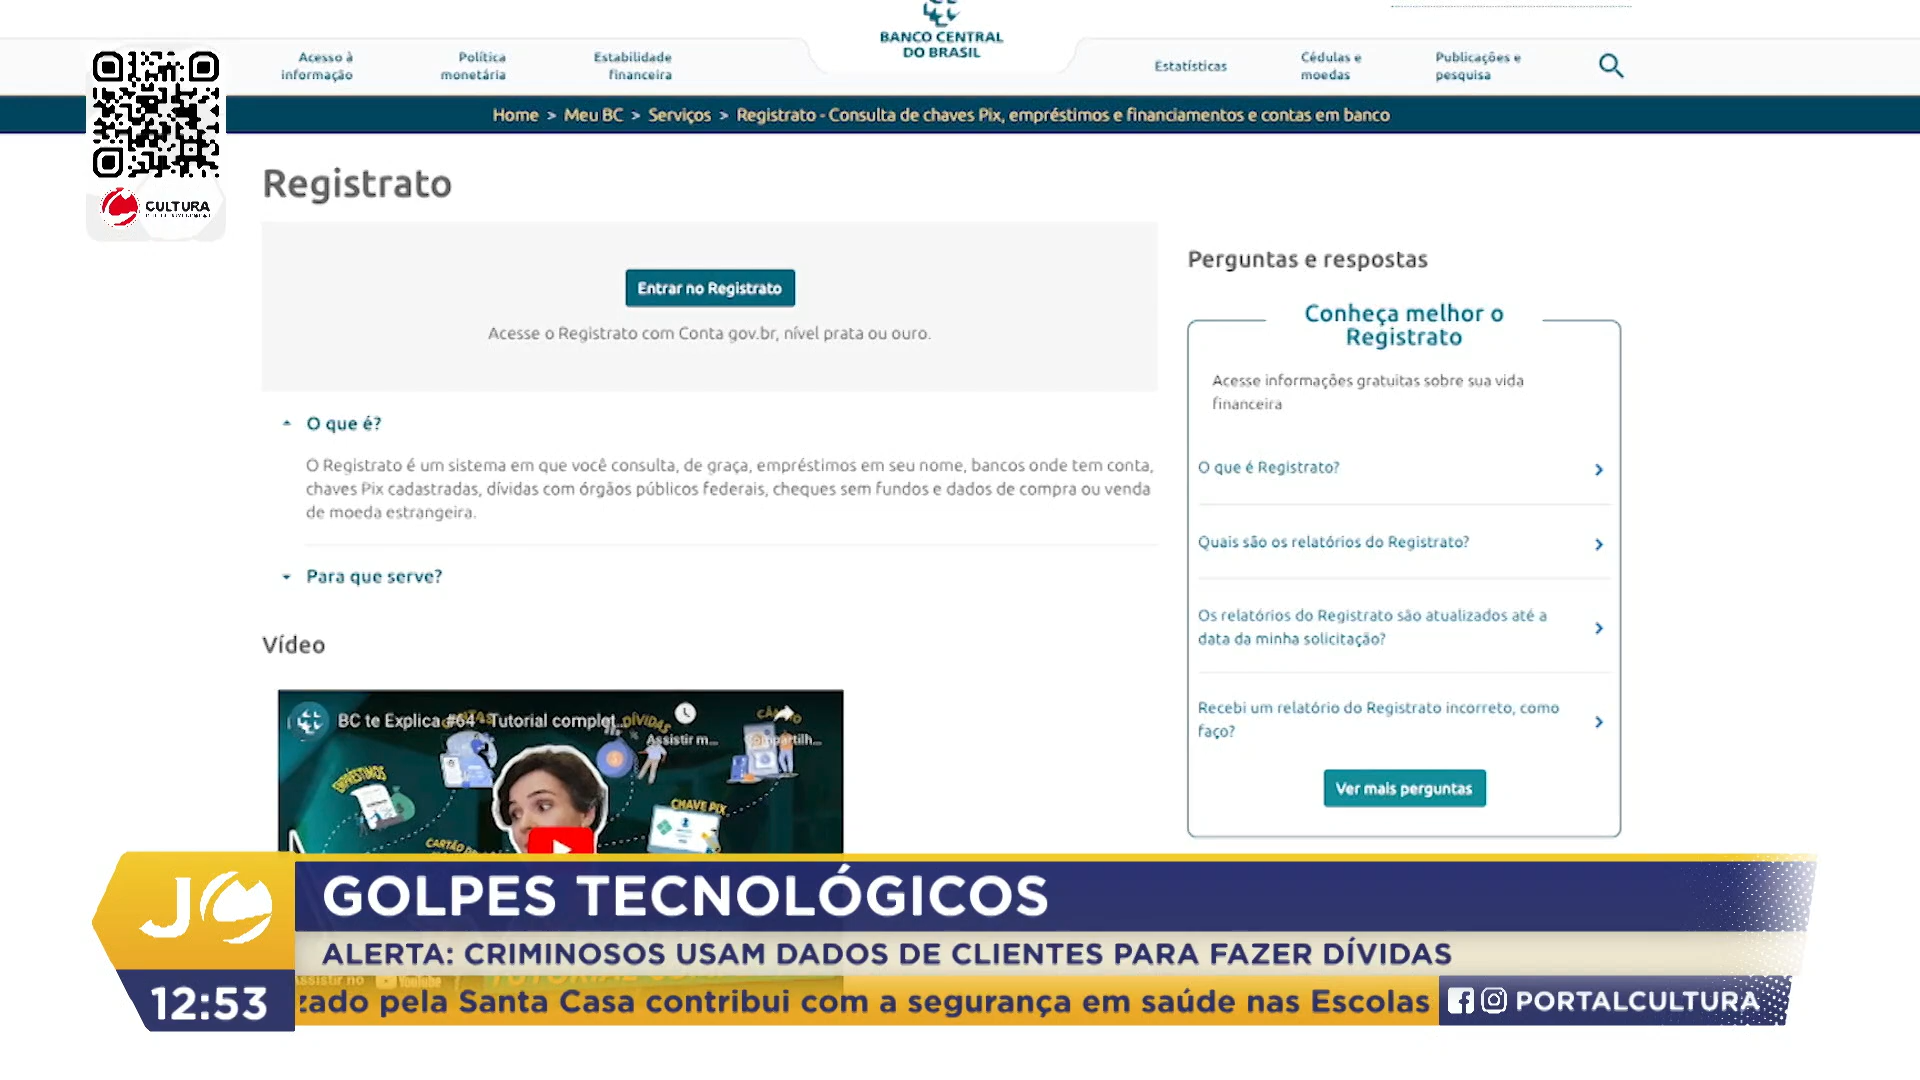 BANCO CENTRAL
DO BRASIL
Acesso à
informação
Política
monetária
Estabilidade
financeira
Estatísticas
Cédulas e
moedas
Publicações e
pesquisa
Home > Meu BC > Serviços > Registrato - Consulta de chaves Pix, empréstimos e financiamentos e contas em banco
CULTURA
Registrato
Entrar no Registrato
Acesse o Registrato com Conta gov.br, nível prata ou ouro.
O que é?
O Registrato é um sistema em que você consulta, de graça, empréstimos em seu nome, bancos onde tem conta,
chaves Pix cadastradas, dívidas com órgãos públicos federais, cheques sem fundos e dados de compra ou venda
de moeda estrangeira.
Para que serve?
Vídeo
BC te Explica #64 - Tutorial complet...
Assistir m...
DÍVIDAS
EMPRÉSTIMOS
CHAVE PIX
Perguntas e respostas
Conheça melhor o
Registrato
Acesse informações gratuitas sobre sua vida
financeira
O que é Registrato?
Quais são os relatórios do Registrato?
Os relatórios do Registrato são atualizados até a
data da minha solicitação?
Recebi um relatório do Registrato incorreto, como
faço?
Ver mais perguntas
JC
GOLPES TECNOLÓGICOS
ALERTA: CRIMINOSOS USAM DADOS DE CLIENTES PARA FAZER DÍVIDAS
12:53
zado pela Santa Casa contribui com a segurança em saúde nas Escolas
PORTALCULTURA